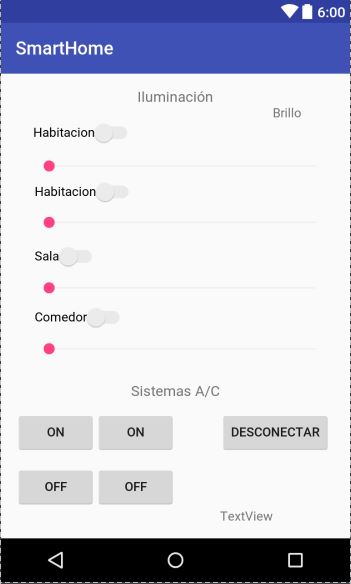 6:00
SmartHome
Iluminación
Brillo
Habitacion
Habitacion
Sala
Comedor
Sistemas A/C
ON ON DESCONECTAR
OFF OFF
TextView